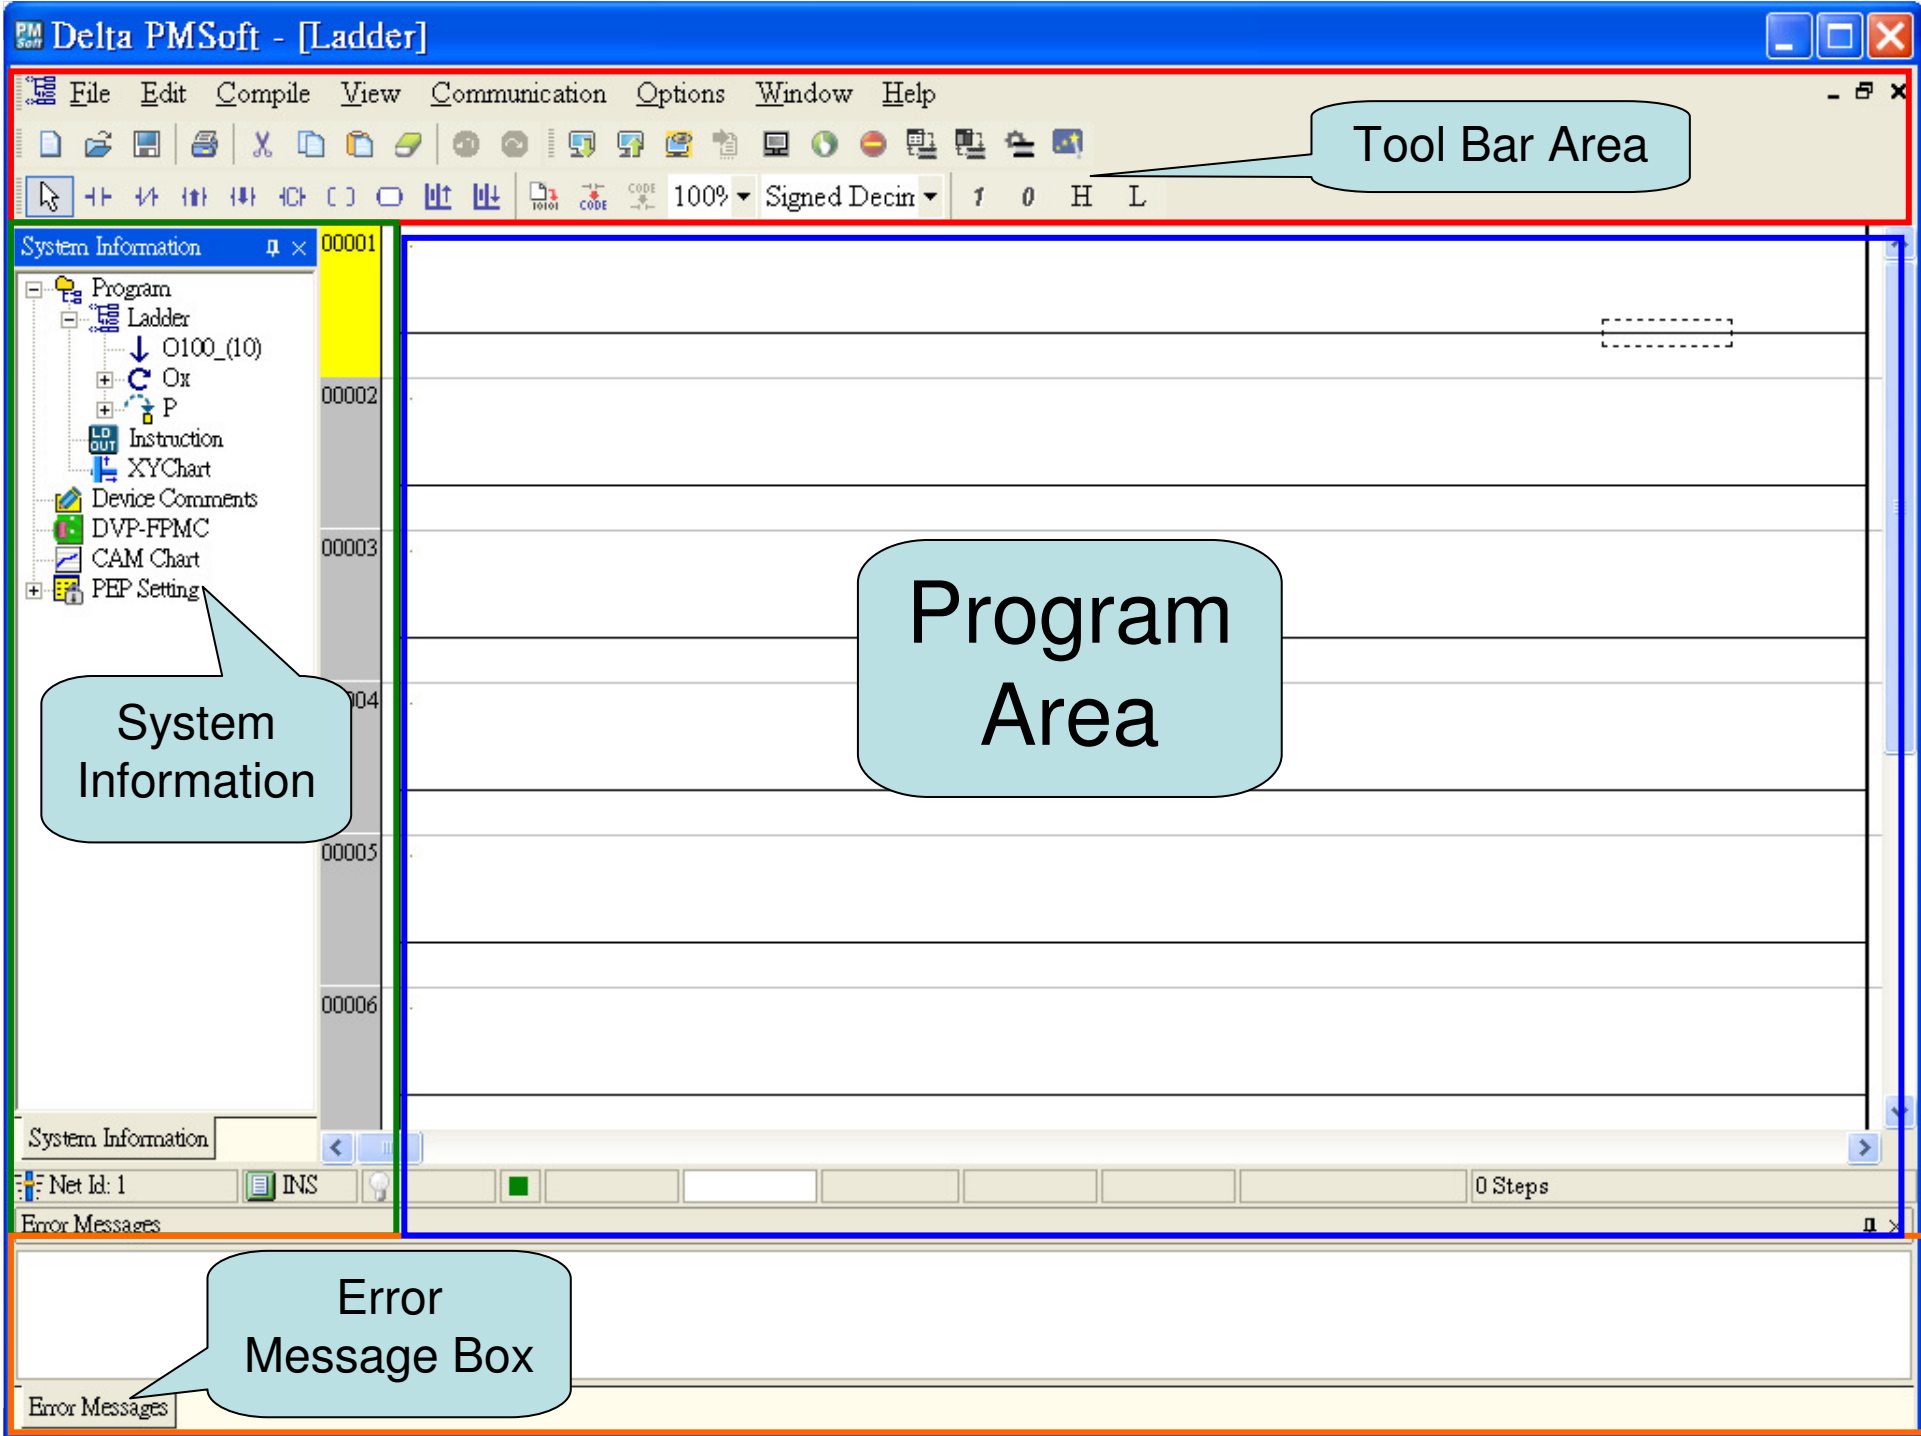 Delta PMSoft - [Ladder]
File Edit Compile View Communication Options Window Help
Tool Bar Area
100% Signed Decin 1 0 H L
System Information
Program
Ladder
O100_(10)
Ox
P
Instruction
XYChart
Device Comments
DVP-FPMC
CAM Chart
PEP Setting
System
Information
00001
00002
00003
004
00005
00006
Program
Area
System Information
Net Id: 1 INS 0 Steps
Error Messages
Error
Message Box
Error Messages